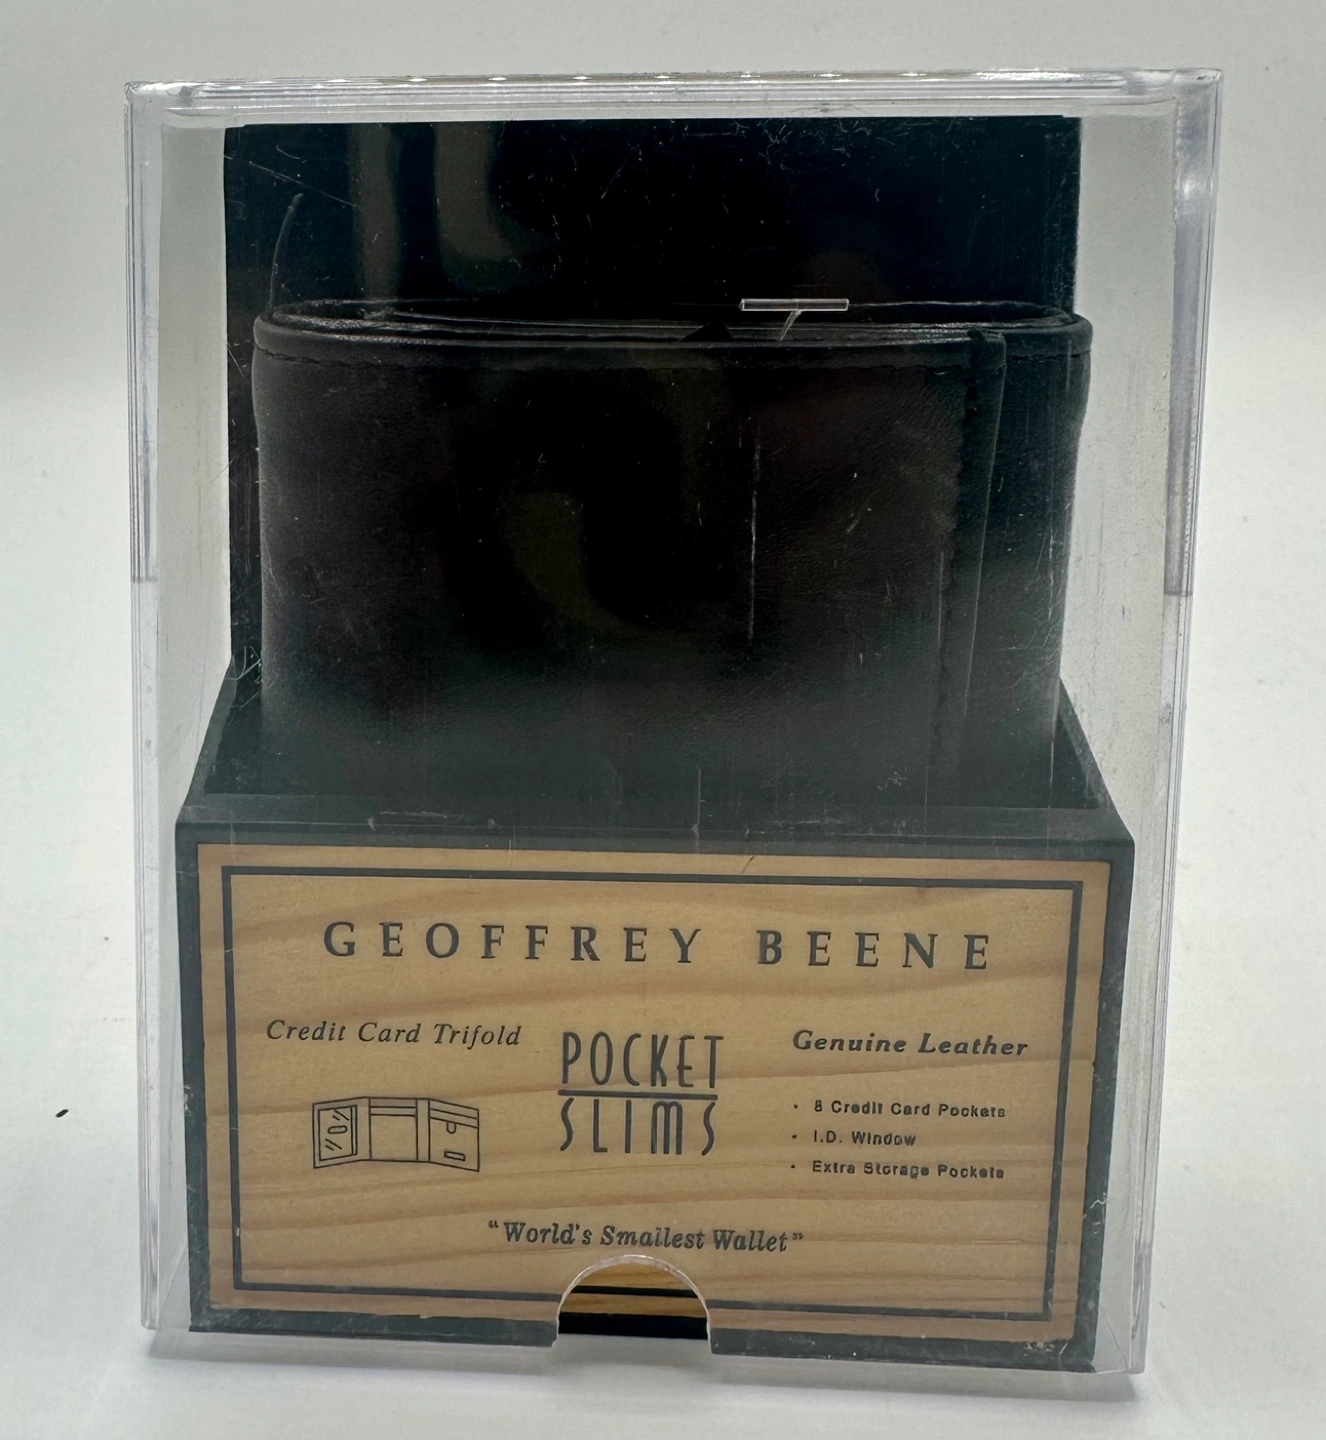 GEOFFREY BEENE
Credit Card Trifold
POCKET
SLIMS
Genuine Leather
· 8 Credit Card Pockets
· I.D. Window
· Extra Storage Pockets
"World's Smallest Wallet"